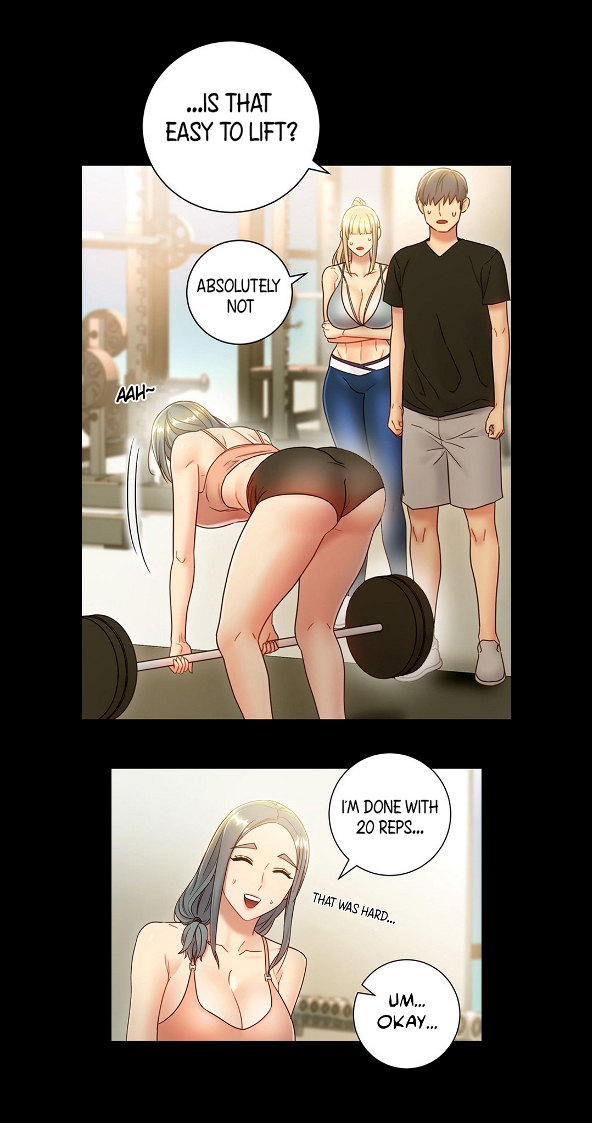 ...IS THAT
EASY TO LIFT?
ABSOLUTELY
NOT
AAH~
I'M DONE WITH
20 REPS...
THAT WAS HARD...
UM...
OKAY...